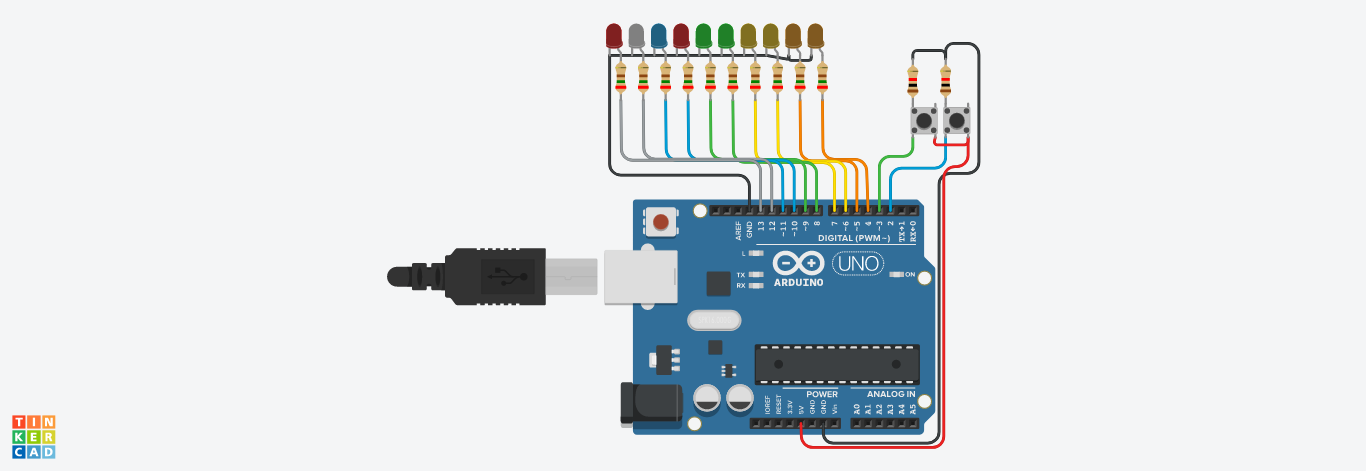 AREF
GND
13
12
~11
~10
~9
8
7
~6
~5
4
~3
2
TX→1
RX←0
DIGITAL (PWM~)
L
TX
RX
ARDUINO
UNO
ON
POWER
ANALOG IN
IOREF
RESET
3.3V
5V
GND
GND
Vin
A0
A1
A2
A3
A4
A5
TIN
KER
CAD